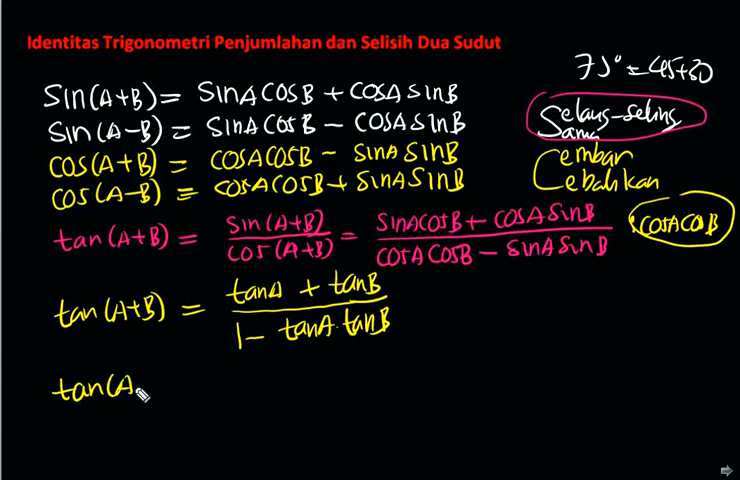 Identitas Trigonometri Penjumlahan dan Selisih Dua Sudut
75° = 45+30
Sin(A+B) = SinA COSB + COSA SinB
Sin(A-B) = SinA COSB - COSA SinB
Selang-seling
Sama
COS(A+B) = COSA COSB - SinA SinB
COS(A-B) = COSA COSB + SinA SinB
Cembar
Cebahkan
tan(A+B) = Sin(A+B) / COS(A+B) = SinA COSB + COSA SinB / COSA COSB - SinA SinB
COSA COSB
tan(A+B) = tanA + tanB / 1 - tanA . tanB
tan(A